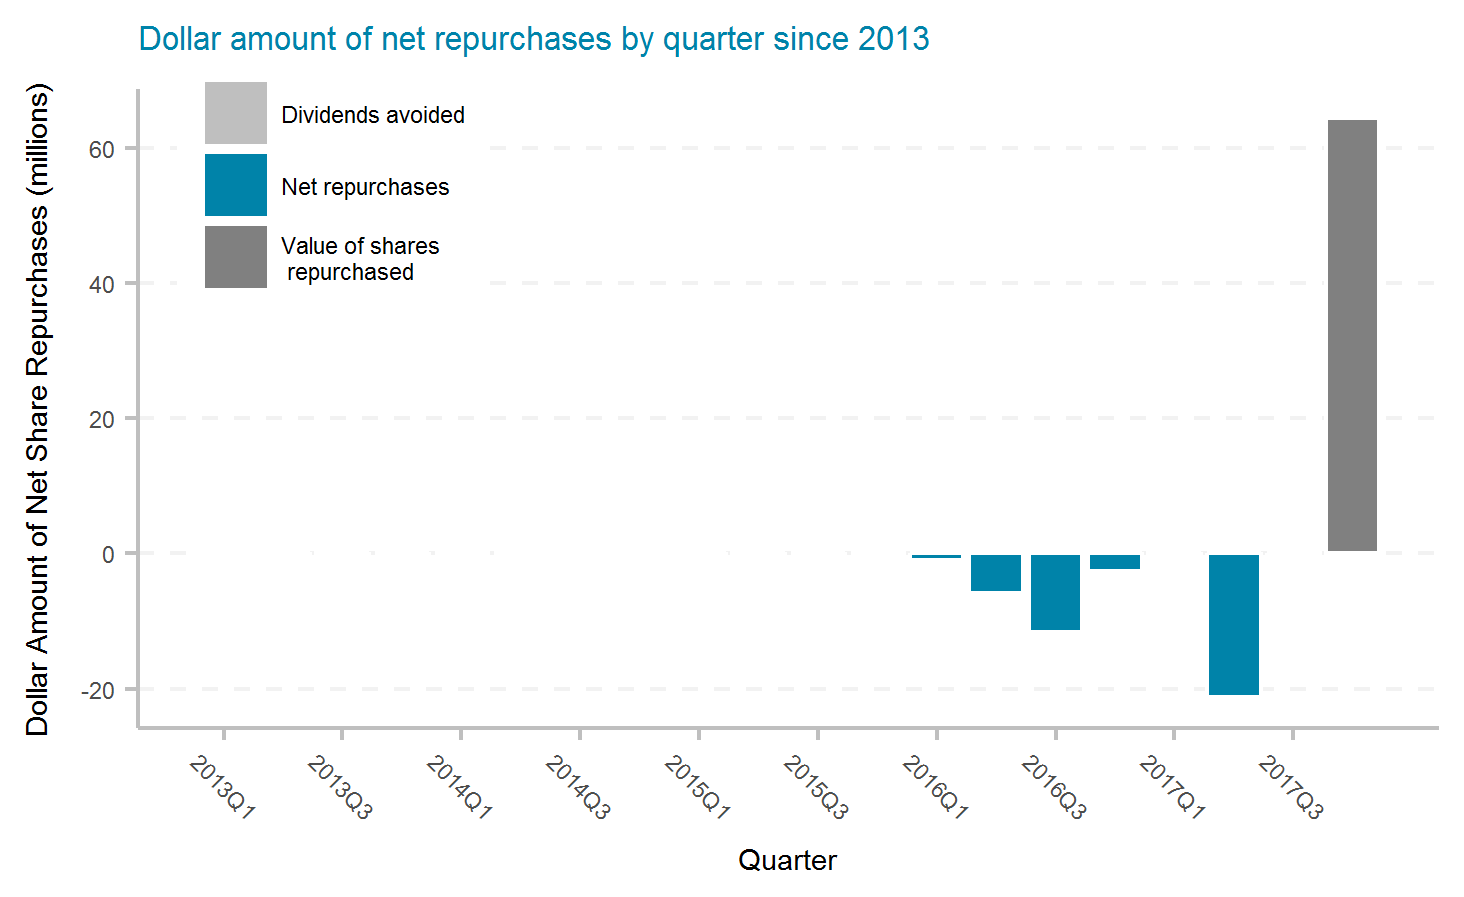 Dollar amount of net repurchases by quarter since 2013
Dividends avoided
Net repurchases
Value of shares
repurchased
Dollar Amount of Net Share Repurchases (millions)
60
40
20
0
-20
2013Q1
2013Q3
2014Q1
2014Q3
2015Q1
2015Q3
2016Q1
2016Q3
2017Q1
2017Q3
Quarter